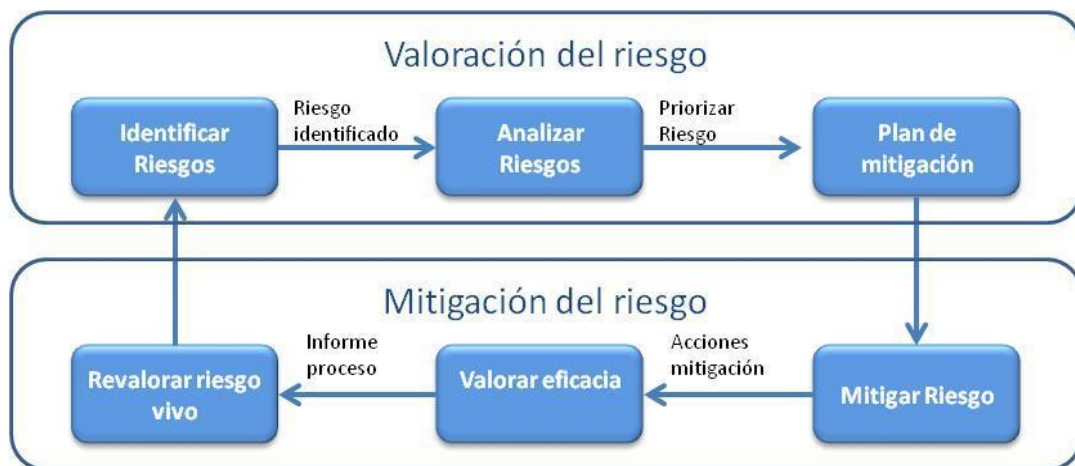 Valoración del riesgo
Identificar
Riesgos
Riesgo
identificado
Analizar
Riesgos
Priorizar
Riesgo
Plan de
mitigación
Mitigación del riesgo
Revalorar riesgo
vivo
Informe
proceso
Valorar eficacia
Acciones
mitigación
Mitigar Riesgo